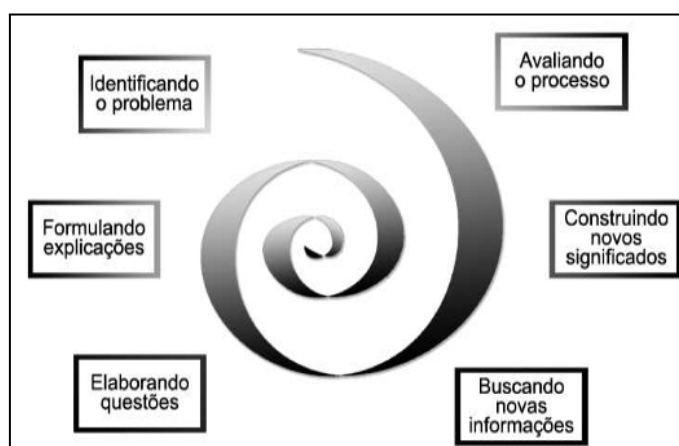 Identificando
o problema
Avaliando
o processo
Formulando
explicações
Construindo
novos
significados
Elaborando
questões
Buscando
novas
informações